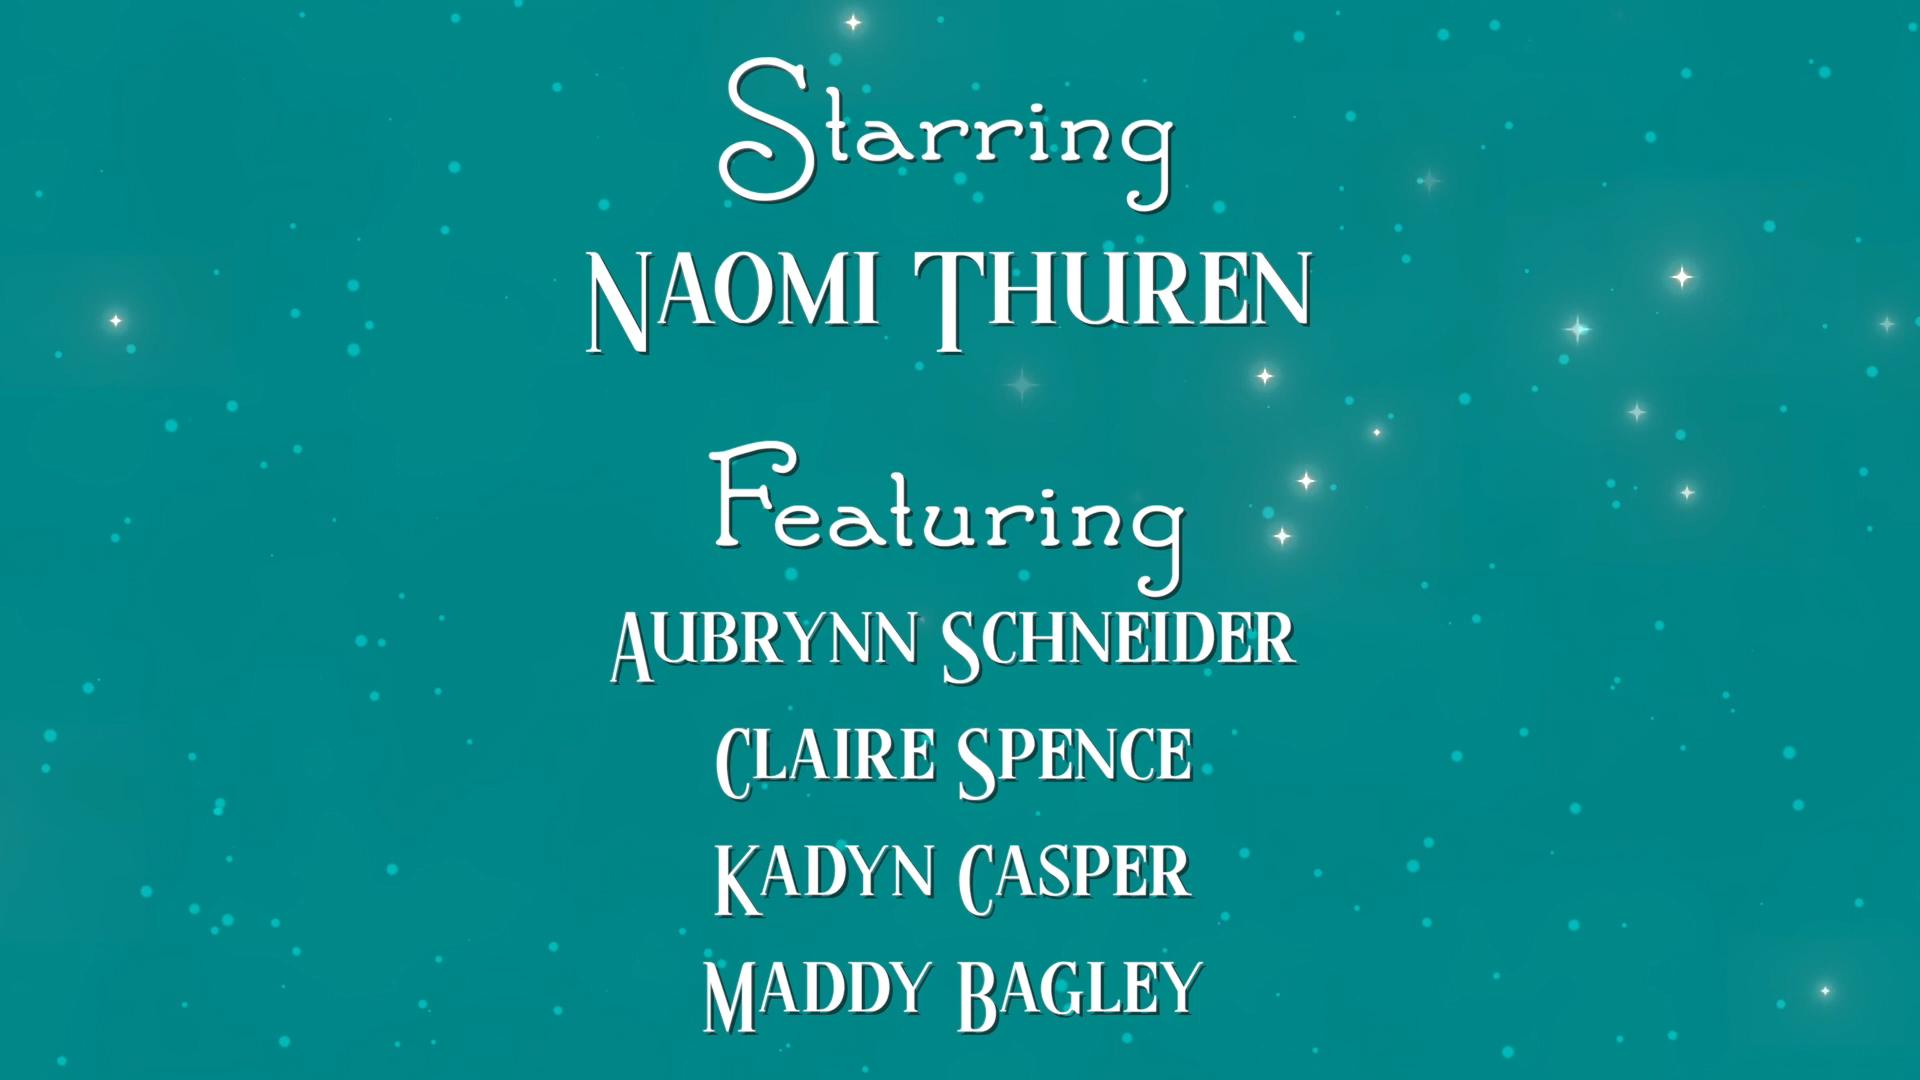 Starring
Naomi Thuren
Featuring
Aubrynn Schneider
Claire Spence
Kadyn Casper
Maddy Bagley